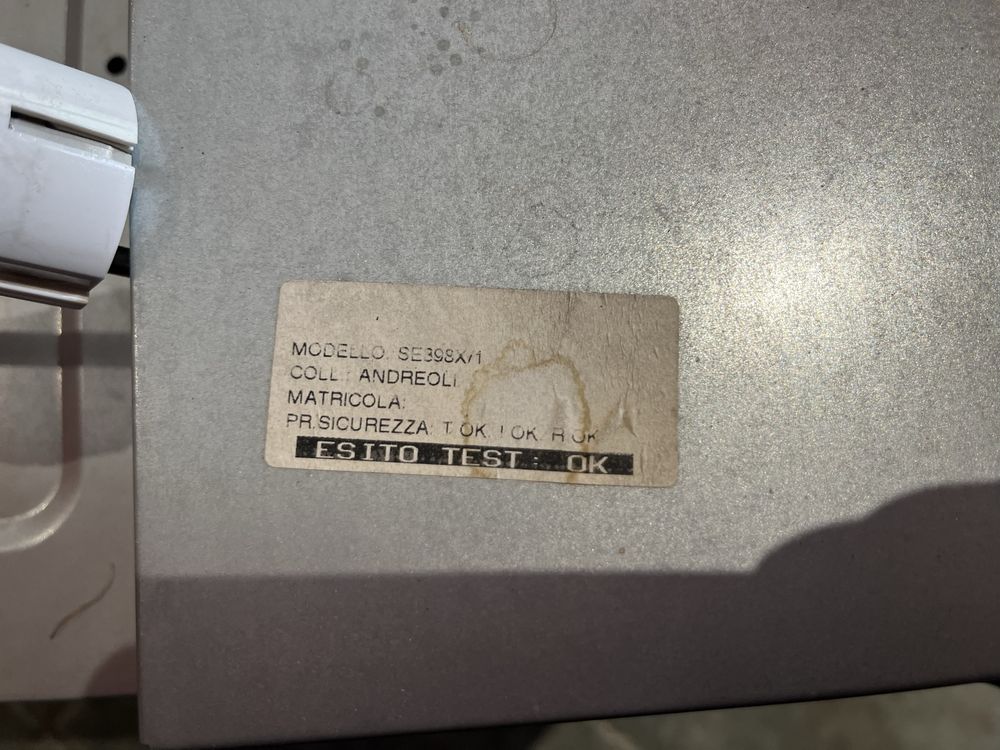 MODELLO: SE398X/1
COLL : ANDREOLI
MATRICOLA:
PR.SICUREZZA: T OK. I OK. R OK
ESITO TEST : OK